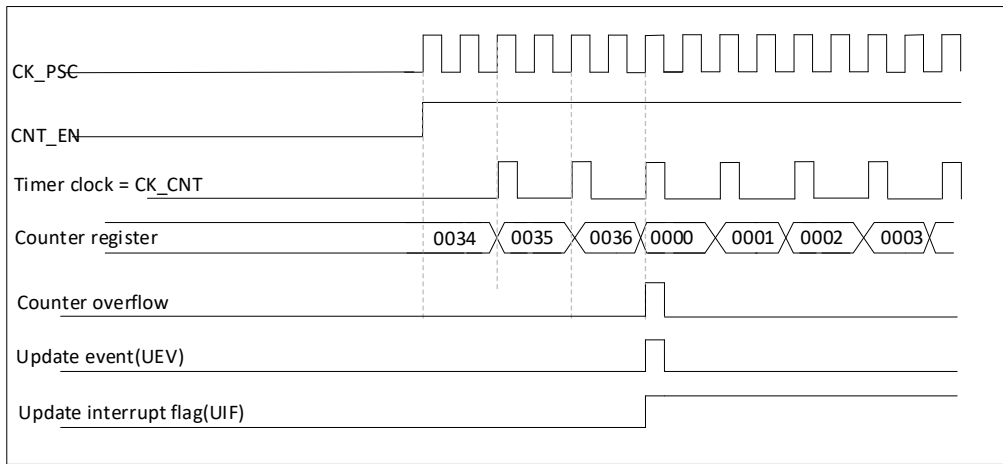 CK_PSC
CNT_EN
Timer clock = CK_CNT
Counter register
0034 0035 0036 0000 0001 0002 0003
Counter overflow
Update event(UEV)
Update interrupt flag(UIF)